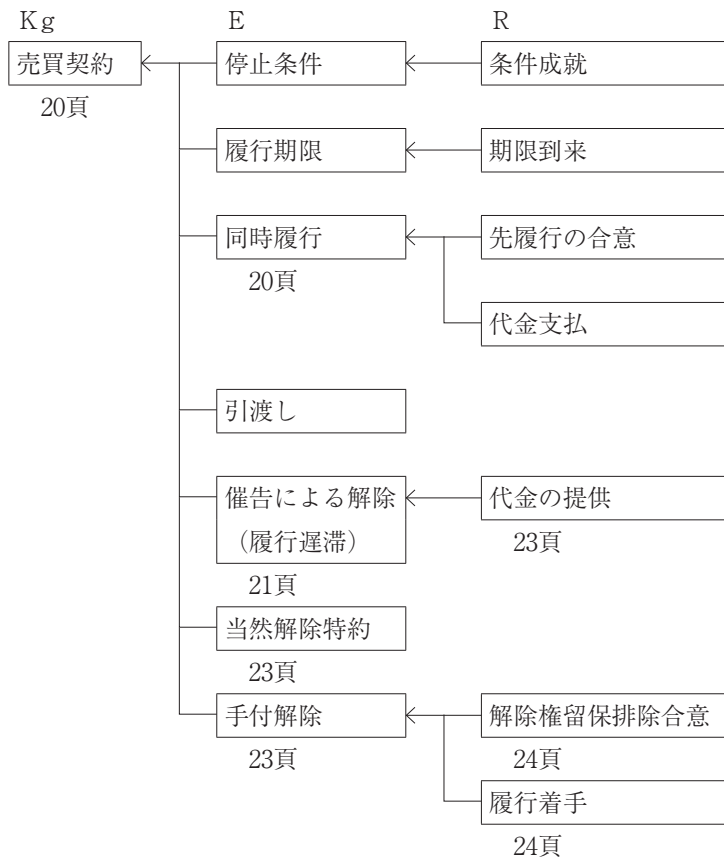 Ｋｇ Ｅ Ｒ
売買契約 停止条件 条件成就
20頁
履行期限 期限到来
同時履行 先履行の合意
20頁
代金支払
引渡し
催告による解除 代金の提供
（履行遅滞） 23頁
21頁
当然解除特約
23頁
手付解除 解除権留保排除合意
23頁 24頁
履行着手
24頁